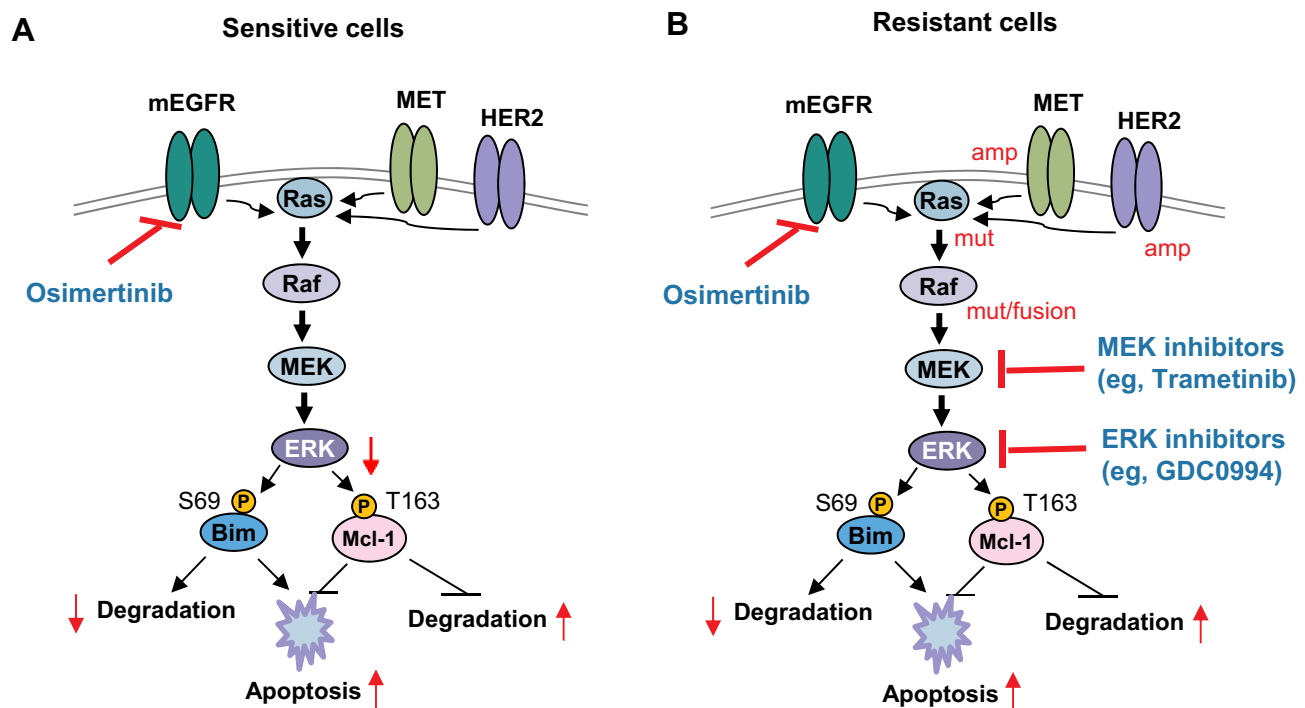 A
Sensitive cells
mEGFR
MET
HER2
Ras
Osimertinib
Raf
MEK
ERK
S69
P
P
T163
Bim
Mcl-1
Degradation
Degradation
Apoptosis
B
Resistant cells
mEGFR
MET
HER2
amp
Ras
mut
amp
Osimertinib
Raf
mut/fusion
MEK
MEK inhibitors
(eg, Trametinib)
ERK
ERK inhibitors
(eg, GDC0994)
S69
P
P
T163
Bim
Mcl-1
Degradation
Degradation
Apoptosis